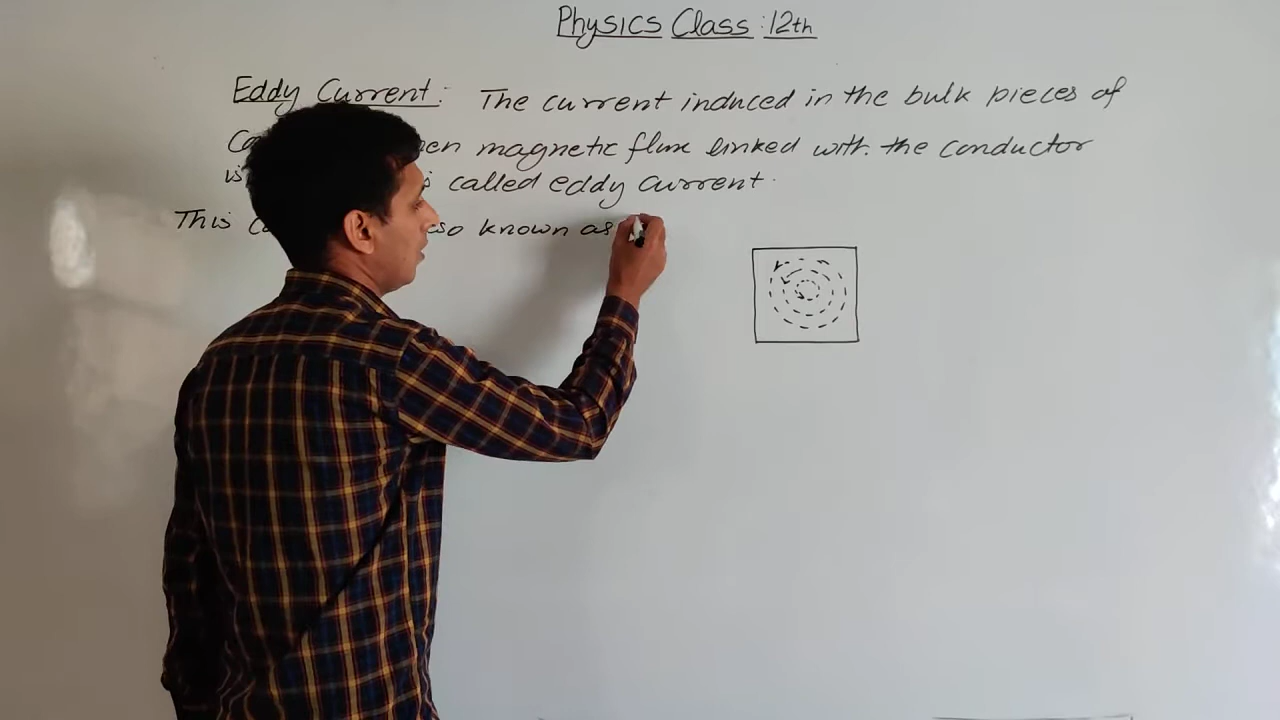 Physics Class : 12th
Eddy Current : The current induced in the bulk pieces of
magnetic flux linked with the conductor
is called eddy current.
This known as